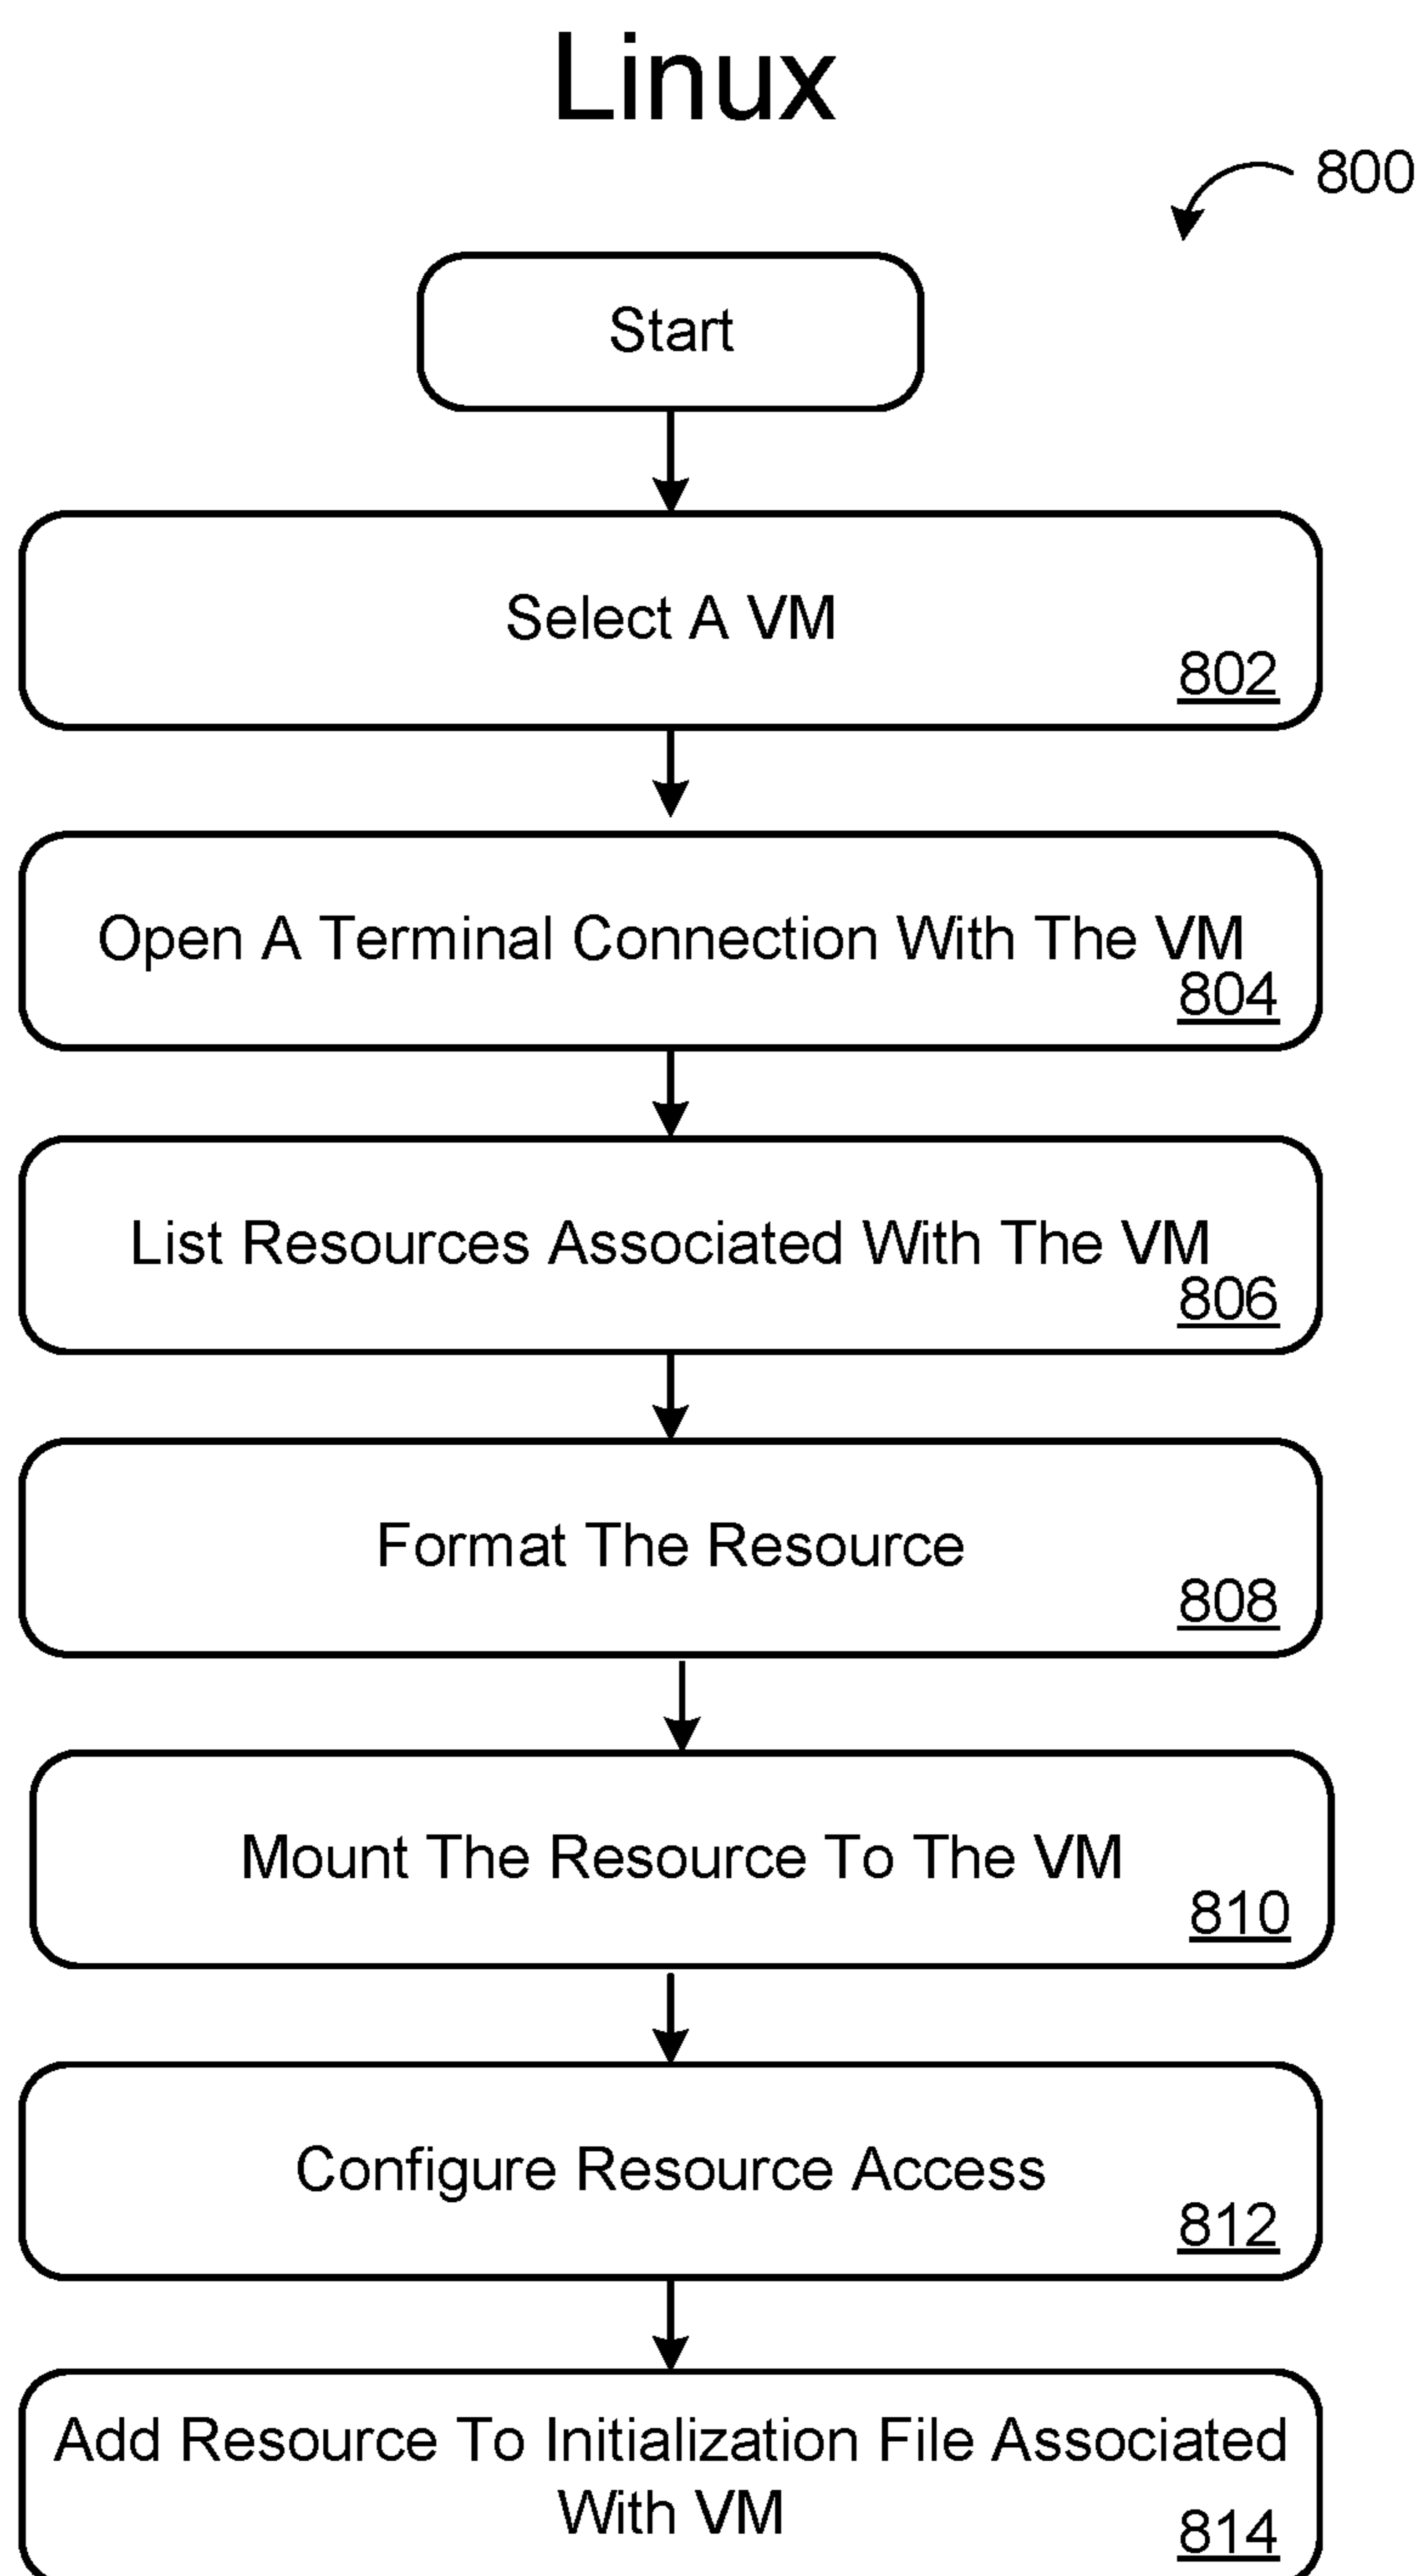 Linux
800
Start
Select A VM
802
Open A Terminal Connection With The VM
804
List Resources Associated With The VM
806
Format The Resource
808
Mount The Resource To The VM
810
Configure Resource Access
812
Add Resource To Initialization File Associated
With VM
814